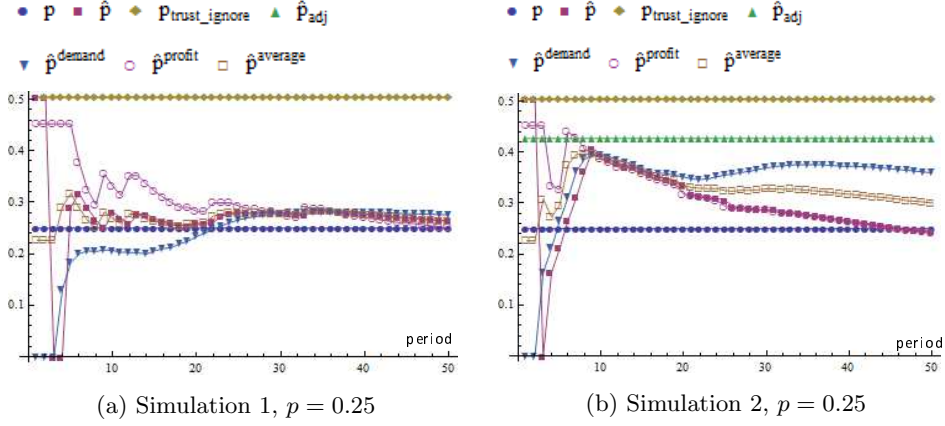 p p̂ p_trust_ignore p̂_adj
p̂^demand p̂^profit p̂^average
0.5
0.4
0.3
0.2
0.1
10 20 30 40 50
period
(a) Simulation 1, p = 0.25
p p̂ p_trust_ignore p̂_adj
p̂^demand p̂^profit p̂^average
0.5
0.4
0.3
0.2
0.1
10 20 30 40 50
period
(b) Simulation 2, p = 0.25